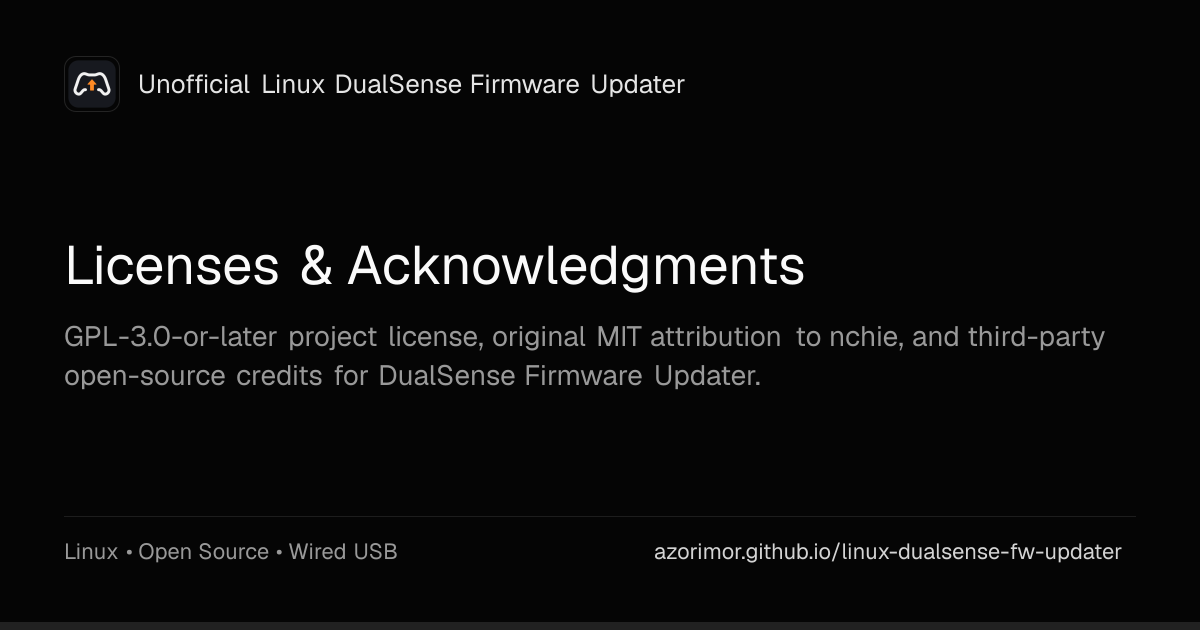 Unofficial Linux DualSense Firmware Updater
Licenses & Acknowledgments
GPL-3.0-or-later project license, original MIT attribution to nchie, and third-party
open-source credits for DualSense Firmware Updater.
Linux • Open Source • Wired USB
azorimor.github.io/linux-dualsense-fw-updater